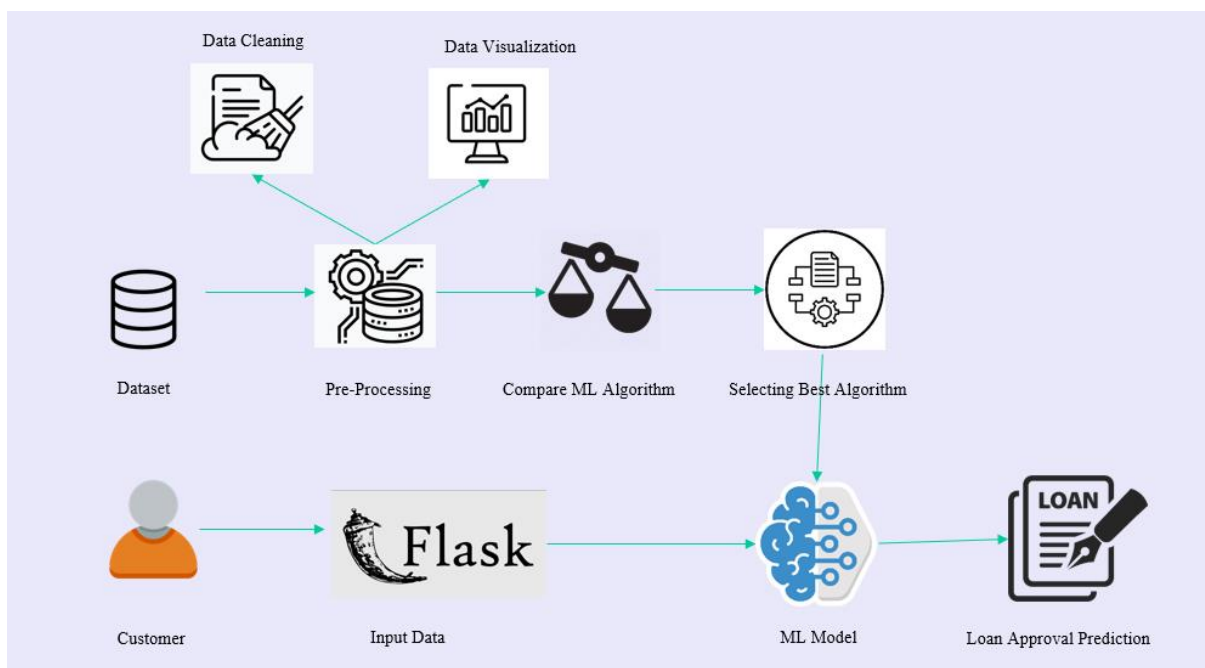 Data Cleaning
Data Visualization
Dataset
Pre-Processing
Compare ML Algorithm
Selecting Best Algorithm
Flask
LOAN
Customer
Input Data
ML Model
Loan Approval Prediction